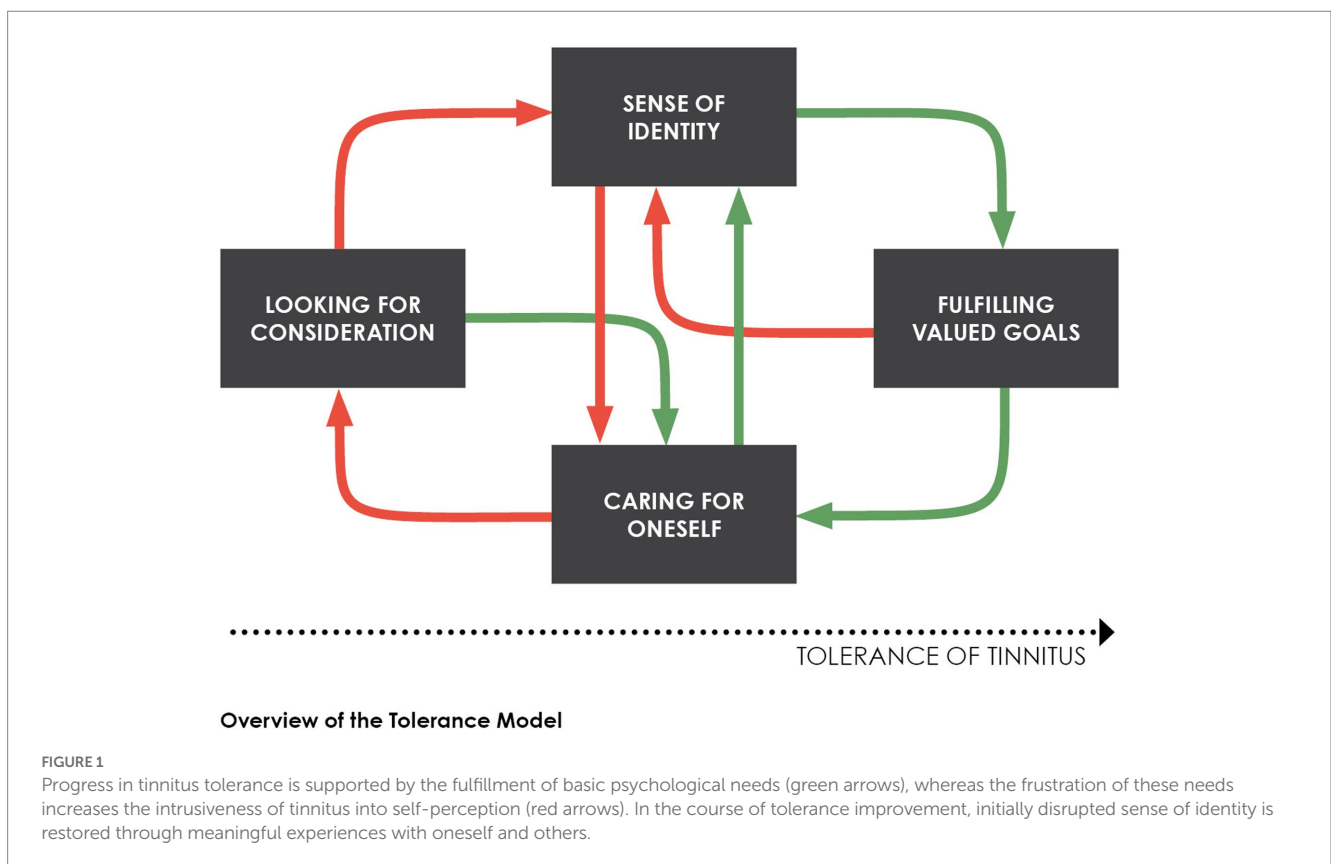 SENSE OF
IDENTITY
LOOKING FOR
CONSIDERATION
FULFILLING
VALUED GOALS
CARING FOR
ONESELF
TOLERANCE OF TINNITUS
Overview of the Tolerance Model
FIGURE 1
Progress in tinnitus tolerance is supported by the fulfillment of basic psychological needs (green arrows), whereas the frustration of these needs
increases the intrusiveness of tinnitus into self-perception (red arrows). In the course of tolerance improvement, initially disrupted sense of identity is
restored through meaningful experiences with oneself and others.